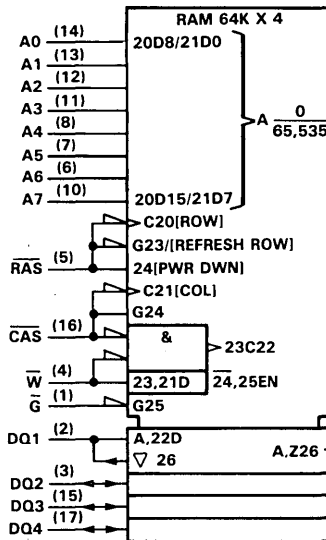 RAM 64K X 4
A0 (14) 20D8/21D0
A1 (13)
A2 (12)
A3 (11)
A4 (8)
A5 (7)
A6 (6)
A7 (10) 20D15/21D7
A 0/65,535
C20[ROW]
G23/[REFRESH ROW]
R̅A̅S̅ (5) 24[PWR DWN]
C21[COL]
G24
C̅A̅S̅ (16) & 23C22
W̅ (4) 23,21D 2̅4̅,25EN
G̅ (1) G25
DQ1 (2) A,22D
▽ 26 A,Z26
DQ2 (3)
DQ3 (15)
DQ4 (17)